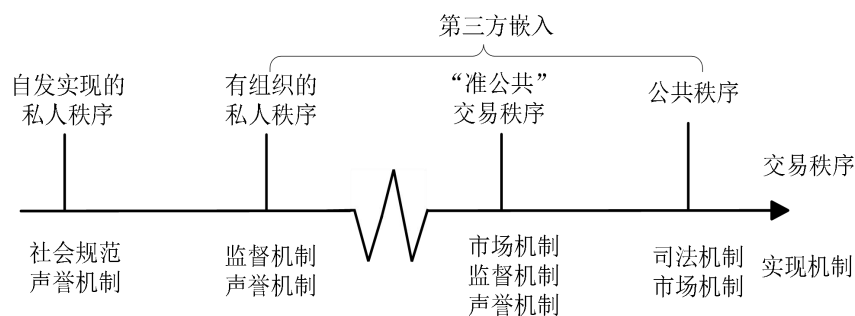 第三方嵌入
自发实现的
私人秩序
有组织的
私人秩序
“准公共”
交易秩序
公共秩序
交易秩序
社会规范
声誉机制
监督机制
声誉机制
市场机制
监督机制
声誉机制
司法机制
市场机制
实现机制